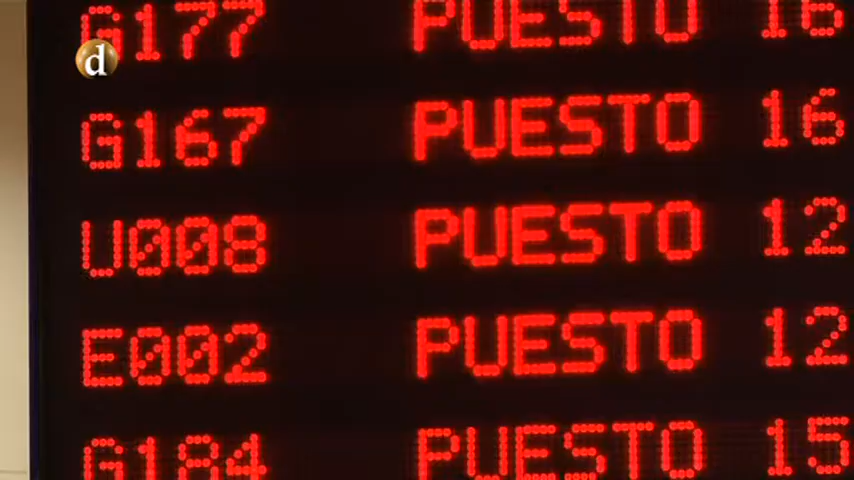 G177 PUESTO 16
d
G167 PUESTO 16
U008 PUESTO 12
E002 PUESTO 12
G184 PUESTO 15